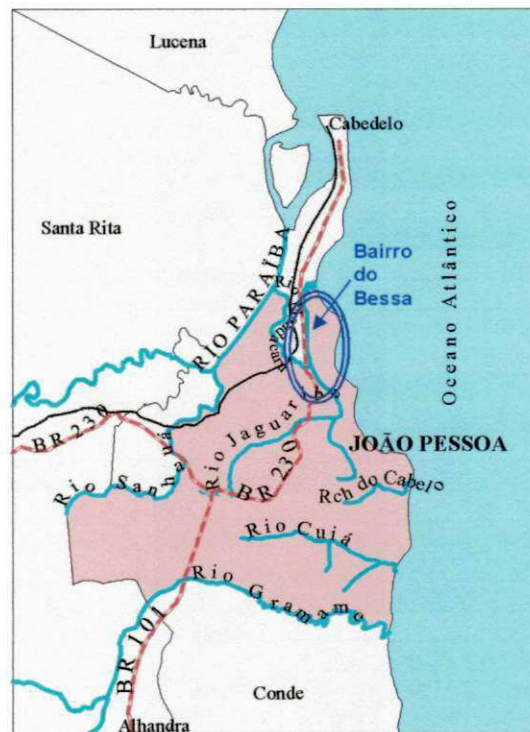 Lucena
Cabedelo
Santa Rita
RIO PARAÍBA
Rio
Bairro
do
Bessa
Oceano Atlântico
BR 230
Rio Sanhauá
Rio Jaguaribe
BR 230
JOÃO PESSOA
Rch do Cabelo
Rio Cuiá
Rio Gramame
BR 101
Conde
Alhandra